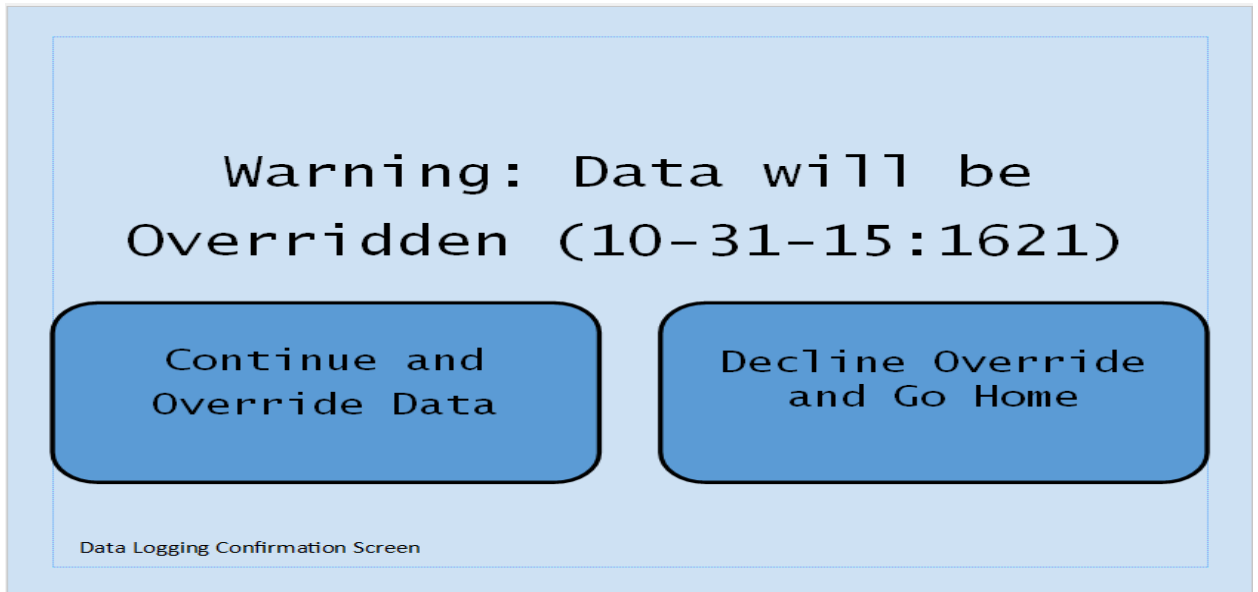 Warning: Data will be
Overridden (10-31-15:1621)
Continue and
Override Data
Decline Override
and Go Home
Data Logging Confirmation Screen